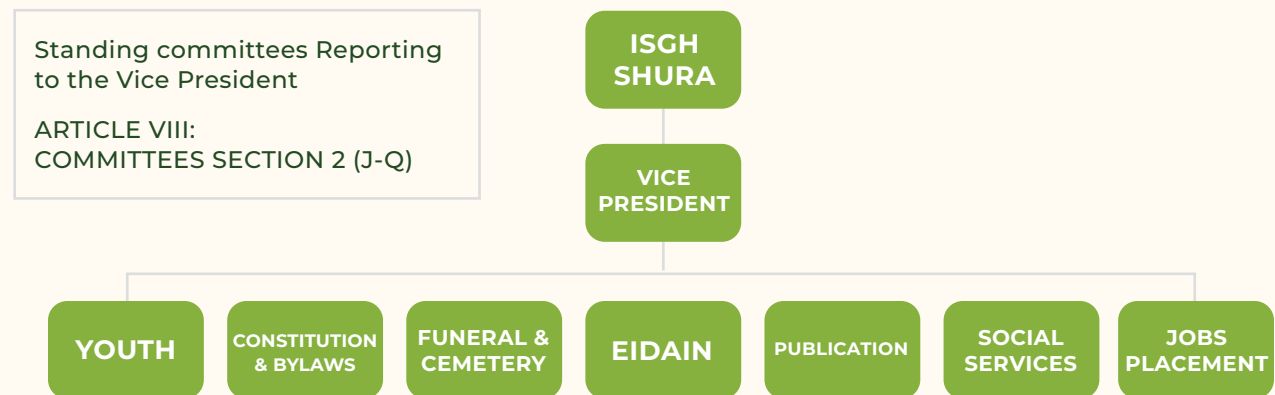 Standing committees Reporting
to the Vice President
ARTICLE VIII:
COMMITTEES SECTION 2 (J-Q)
ISGH
SHURA
VICE
PRESIDENT
YOUTH
CONSTITUTION
& BYLAWS
FUNERAL &
CEMETERY
EIDAIN
PUBLICATION
SOCIAL
SERVICES
JOBS
PLACEMENT